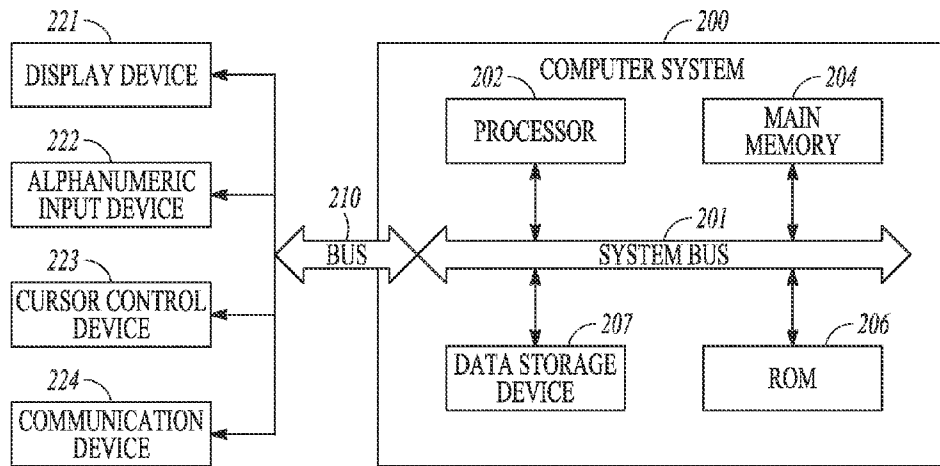 221
DISPLAY DEVICE
222
ALPHANUMERIC
INPUT DEVICE
223
CURSOR CONTROL
DEVICE
224
COMMUNICATION
DEVICE
210
BUS
200
COMPUTER SYSTEM
202
PROCESSOR
204
MAIN
MEMORY
201
SYSTEM BUS
207
DATA STORAGE
DEVICE
206
ROM